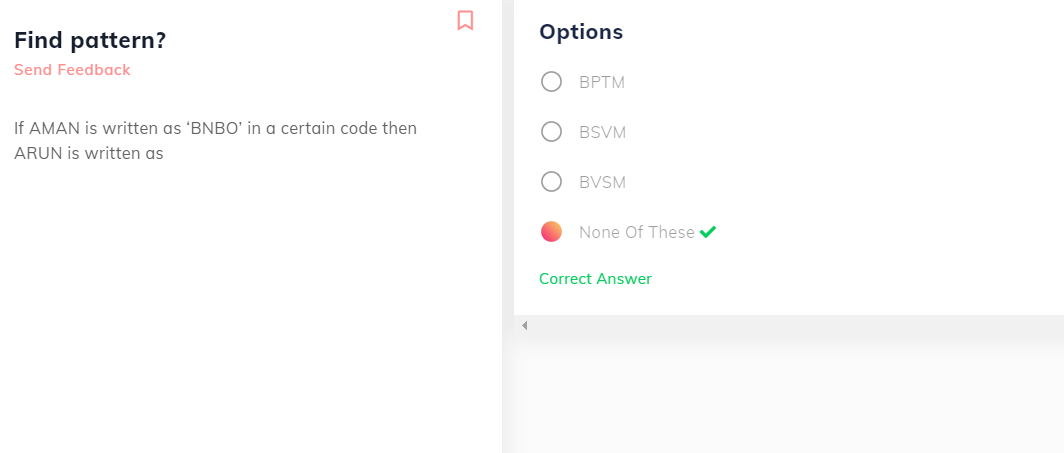 Find pattern?
Send Feedback
If AMAN is written as ‘BNBO’ in a certain code then
ARUN is written as
Options
BPTM
BSVM
BVSM
None Of These
Correct Answer